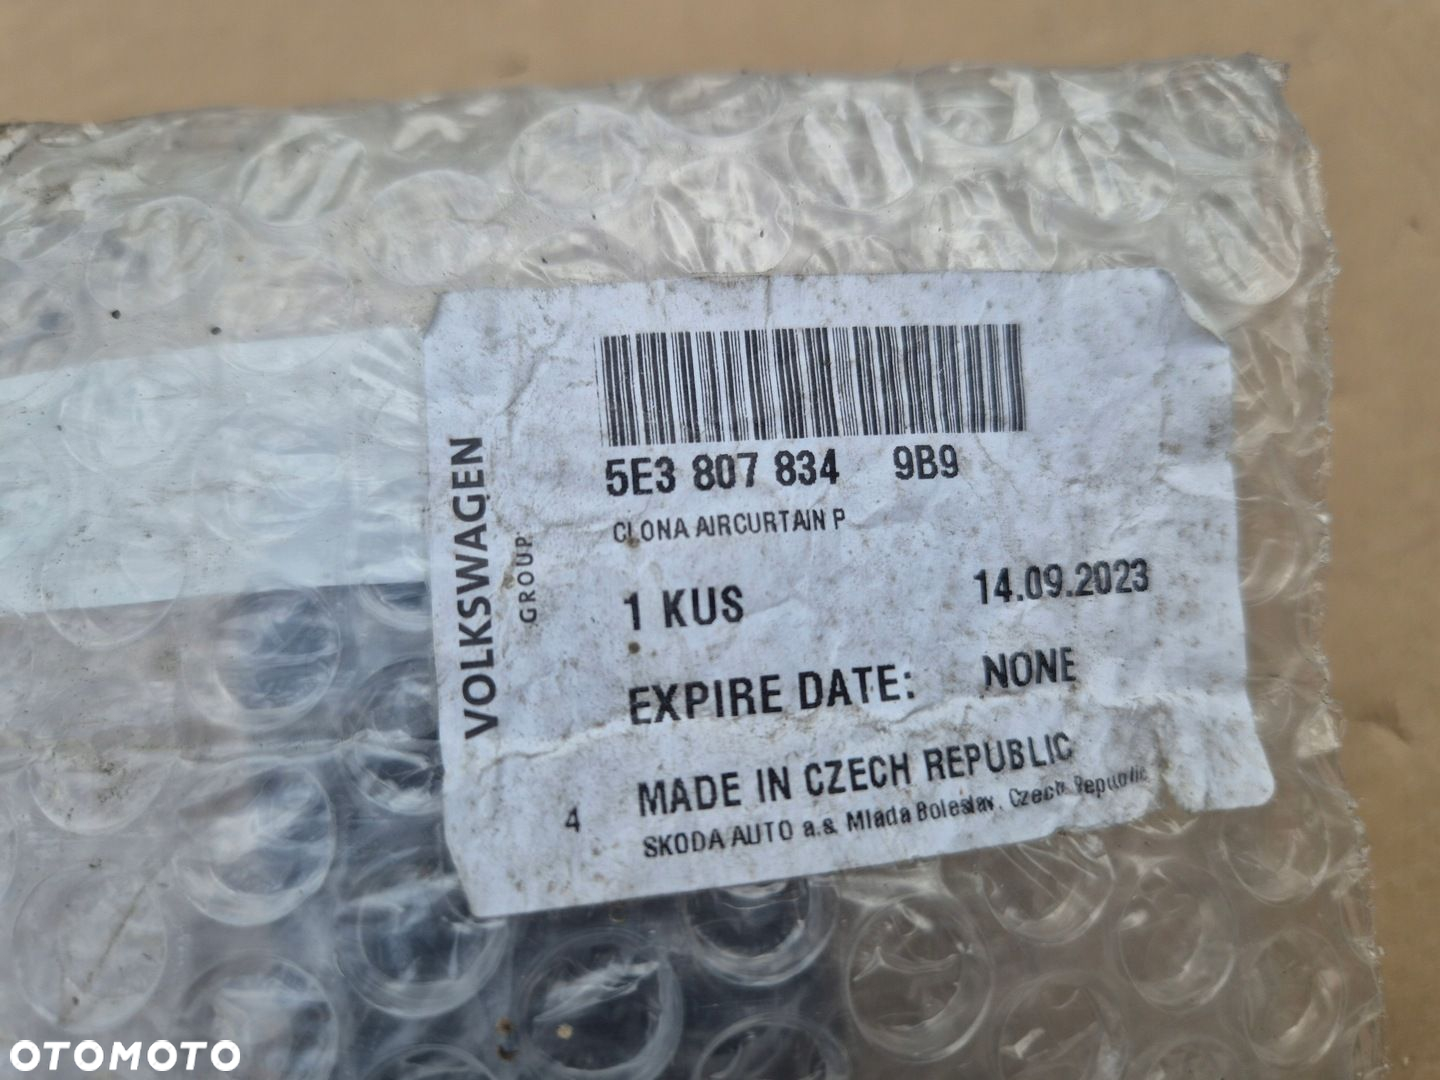 VOLKSWAGEN
GROUP
5E3 807 834 9B9
CLONA AIRCURTAIN P
1 KUS 14.09.2023
EXPIRE DATE: NONE
4 MADE IN CZECH REPUBLIC
SKODA AUTO a.s. Mlada Boleslav, Czech Republic
OTOMOTO